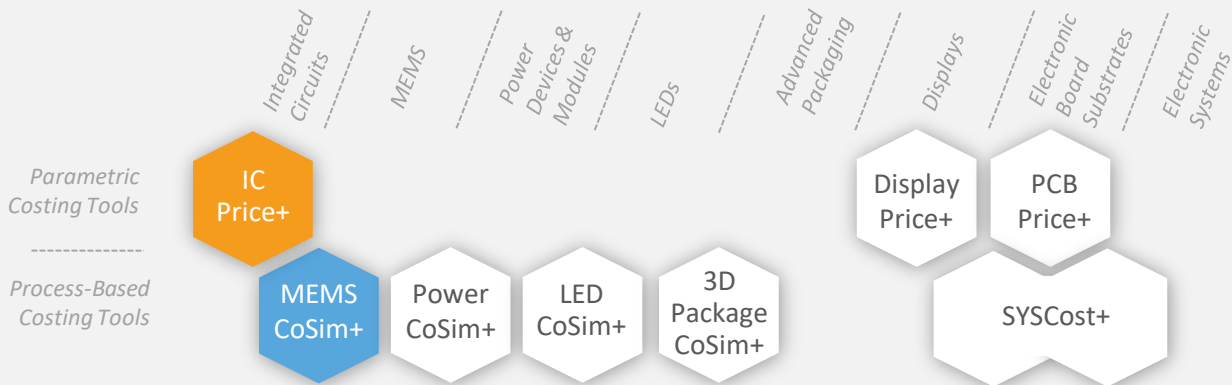 Integrated
Circuits
MEMS
Power
Devices &
Modules
LEDs
Advanced
Packaging
Displays
Electronic
Board
Substrates
Electronic
Systems
Parametric
Costing Tools
IC
Price+
Display
Price+
PCB
Price+
Process-Based
Costing Tools
MEMS
CoSim+
Power
CoSim+
LED
CoSim+
3D
Package
CoSim+
SYSCost+